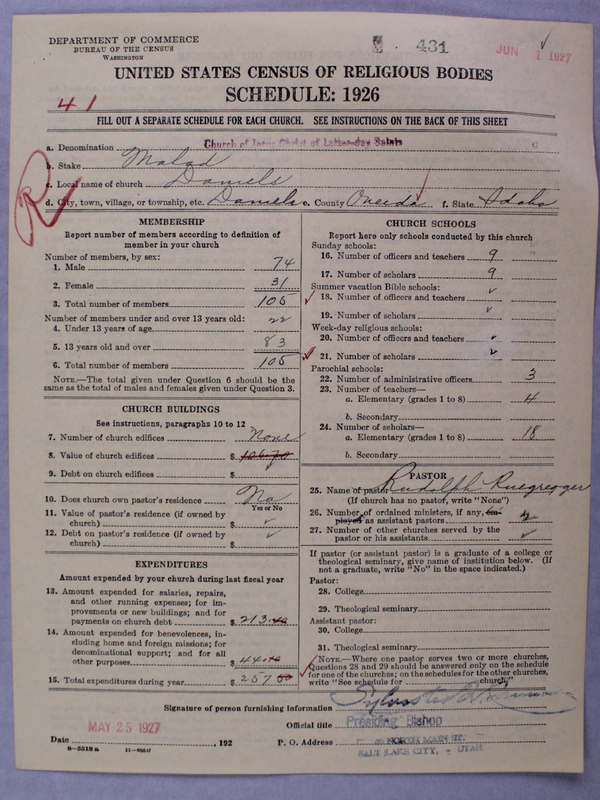 DEPARTMENT OF COMMERCE
BUREAU OF THE CENSUS
WASHINGTON
431
JUN 1 1927
UNITED STATES CENSUS OF RELIGIOUS BODIES
SCHEDULE: 1926
41
FILL OUT A SEPARATE SCHEDULE FOR EACH CHURCH. SEE INSTRUCTIONS ON THE BACK OF THIS SHEET
R
a. Denomination Church of Jesus Christ of Latter-day Saints
b. Stake Malad
c. Local name of church Daniels
d. City, town, village, or township, etc. Daniels e. County Oneida f. State Idaho
MEMBERSHIP
Report number of members according to definition of member in your church
Number of members, by sex:
1. Male 74
2. Female 31
3. Total number of members 105
Number of members under and over 13 years old:
4. Under 13 years of age 22
5. 13 years old and over 83
6. Total number of members 105
NOTE.—The total given under Question 6 should be the same as the total of males and females given under Question 3.
CHURCH BUILDINGS
See instructions, paragraphs 10 to 12
7. Number of church edifices None
8. Value of church edifices $
9. Debt on church edifices $
10. Does church own pastor's residence No
Yes or No
11. Value of pastor's residence (if owned by church) $
12. Debt on pastor's residence (if owned by church) $
EXPENDITURES
Amount expended by your church during last fiscal year
13. Amount expended for salaries, repairs, and other running expenses; for improvements or new buildings; and for payments on church debt $ 213.40
14. Amount expended for benevolences, including home and foreign missions; for denominational support; and for all other purposes $ 44
15. Total expenditures during year $ 257
CHURCH SCHOOLS
Report here only schools conducted by this church
Sunday schools:
16. Number of officers and teachers 9
17. Number of scholars 9
Summer vacation Bible schools:
18. Number of officers and teachers
19. Number of scholars
Week-day religious schools:
20. Number of officers and teachers
21. Number of scholars
Parochial schools:
22. Number of administrative officers 3
23. Number of teachers—
a. Elementary (grades 1 to 8) 4
b. Secondary
24. Number of scholars—
a. Elementary (grades 1 to 8) 18
b. Secondary
PASTOR
25. Name of pastor Rudolph Ruegsegger
(If church has no pastor, write "None")
26. Number of ordained ministers, if any, employed as assistant pastors 2
27. Number of other churches served by the pastor or his assistants
If pastor (or assistant pastor) is a graduate of a college or theological seminary, give name of institution below. (If not a graduate, write "No" in the space indicated.)
Pastor:
28. College
29. Theological seminary
Assistant pastor:
30. College
31. Theological seminary
NOTE.—Where one pastor serves two or more churches, Questions 28 and 29 should be answered only on the schedule for one of the churches; on the schedules for the other churches, write "See schedule for church"
Signature of person furnishing information
Official title Presiding Bishop
MAY 25 1927
Date , 192
P. O. Address 40 NORTH MAIN ST.
SALT LAKE CITY, - UTAH
8—5518 a